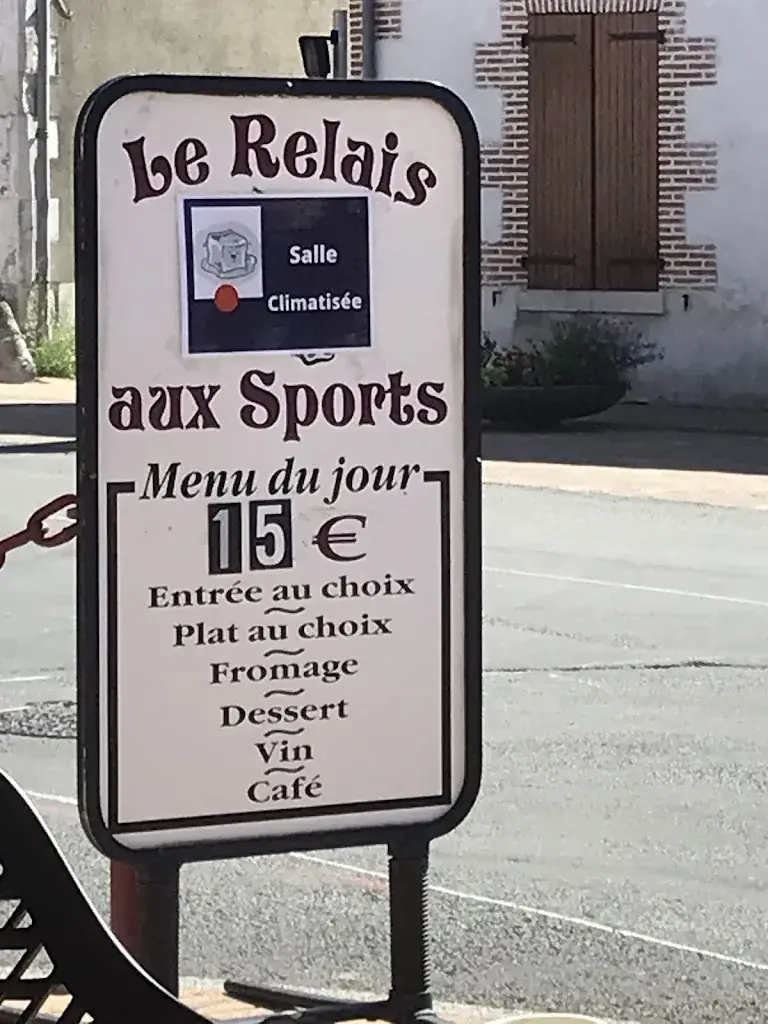 Le Relais
Salle
Climatisée
aux Sports
Menu du jour
15 €
Entrée au choix
Plat au choix
Fromage
Dessert
Vin
Café